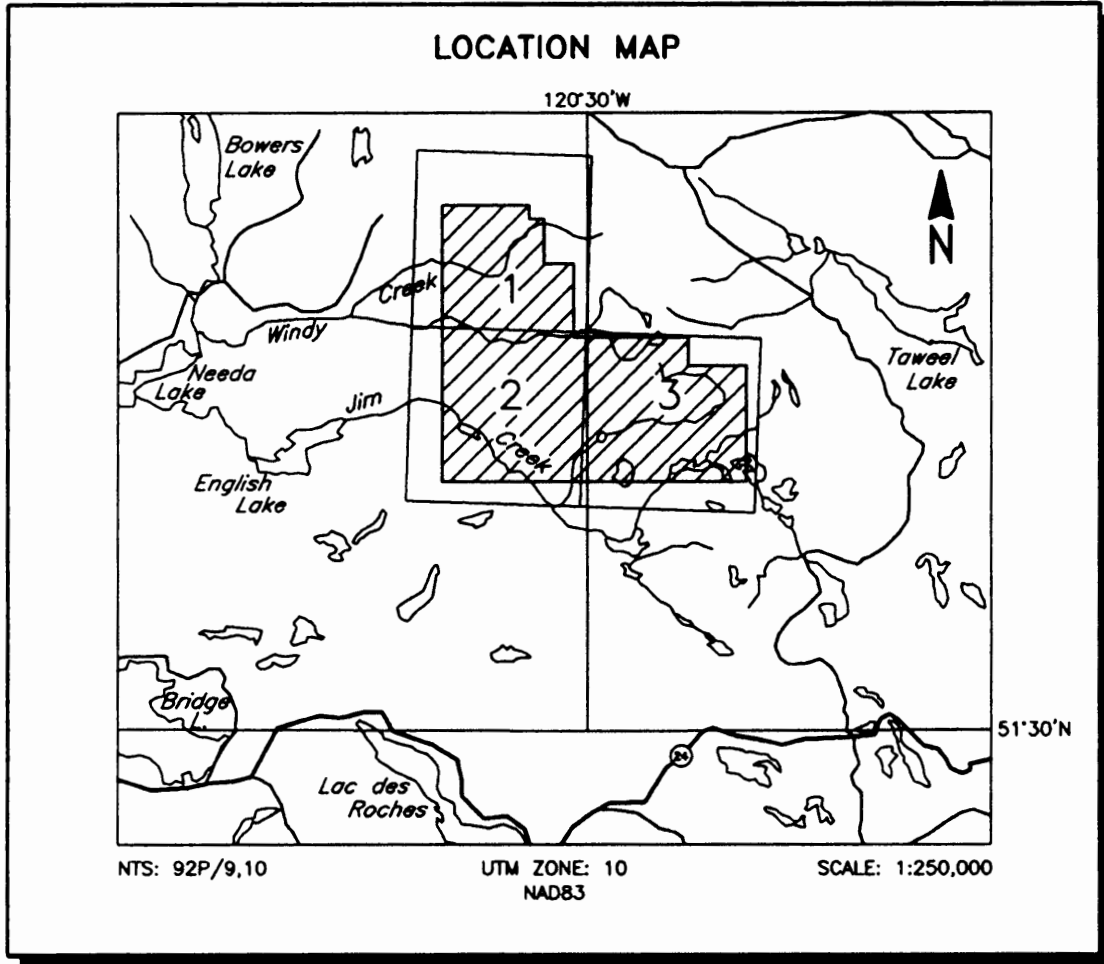 LOCATION MAP
120°30'W
Bowers
Lake
N
Creek
1
Windy
Taweel
Lake
Needa
Lake
Jim
2
3
Creek
English
Lake
Bridge
L.
51°30'N
24
Lac des
Roches
NTS: 92P/9,10
UTM ZONE: 10
SCALE: 1:250,000
NAD83